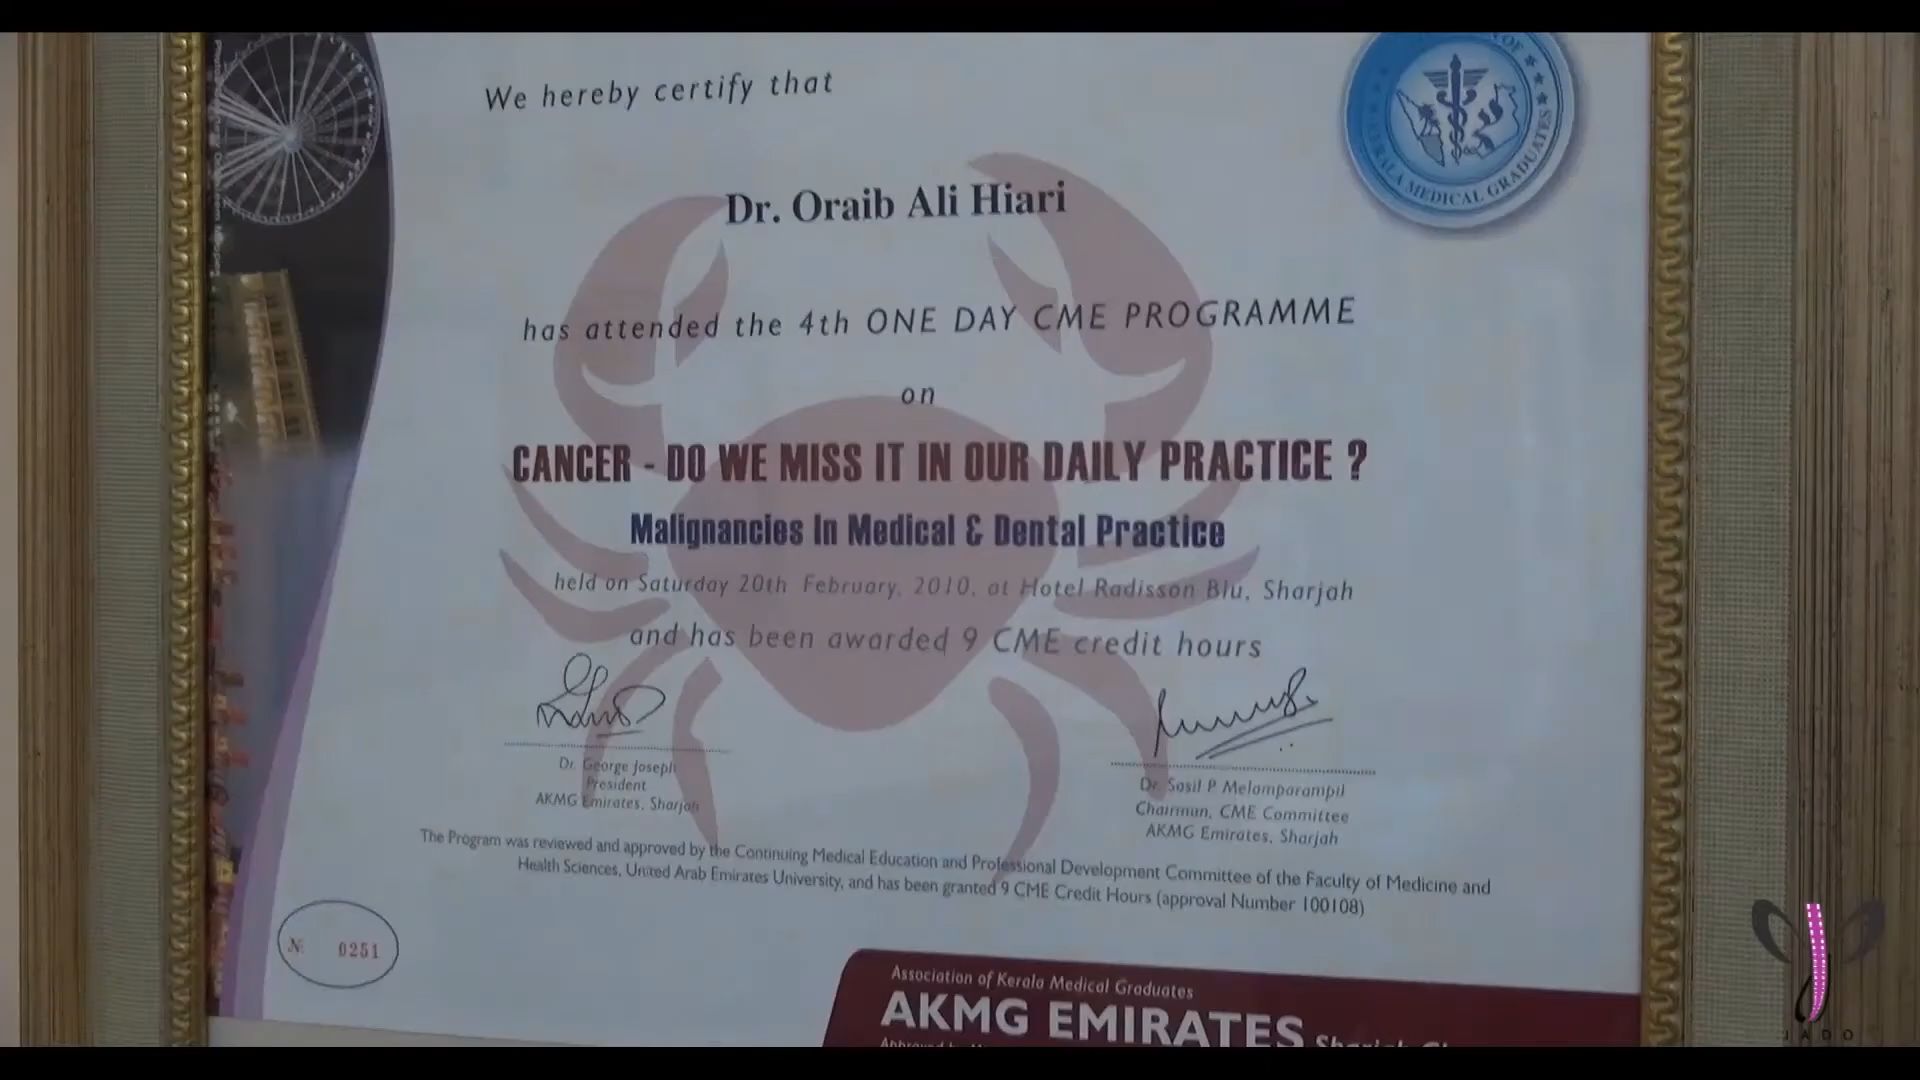 We hereby certify that
OF
KERALA MEDICAL GRADUATES
Dr. Oraib Ali Hiari
has attended the 4th ONE DAY CME PROGRAMME
on
CANCER - DO WE MISS IT IN OUR DAILY PRACTICE ?
Malignancies In Medical & Dental Practice
held on Saturday 20th February, 2010, at Hotel Radisson Blu, Sharjah
and has been awarded 9 CME credit hours
Dr. George Joseph
President
AKMG Emirates, Sharjah
Dr. Sosil P Melamparampil
Chairman, CME Committee
AKMG Emirates, Sharjah
The Program was reviewed and approved by the Continuing Medical Education and Professional Development Committee of the Faculty of Medicine and
Health Sciences, United Arab Emirates University, and has been granted 9 CME Credit Hours (approval Number 100108)
№ 0251
Association of Kerala Medical Graduates
AKMG EMIRATES Sharjah
JADO